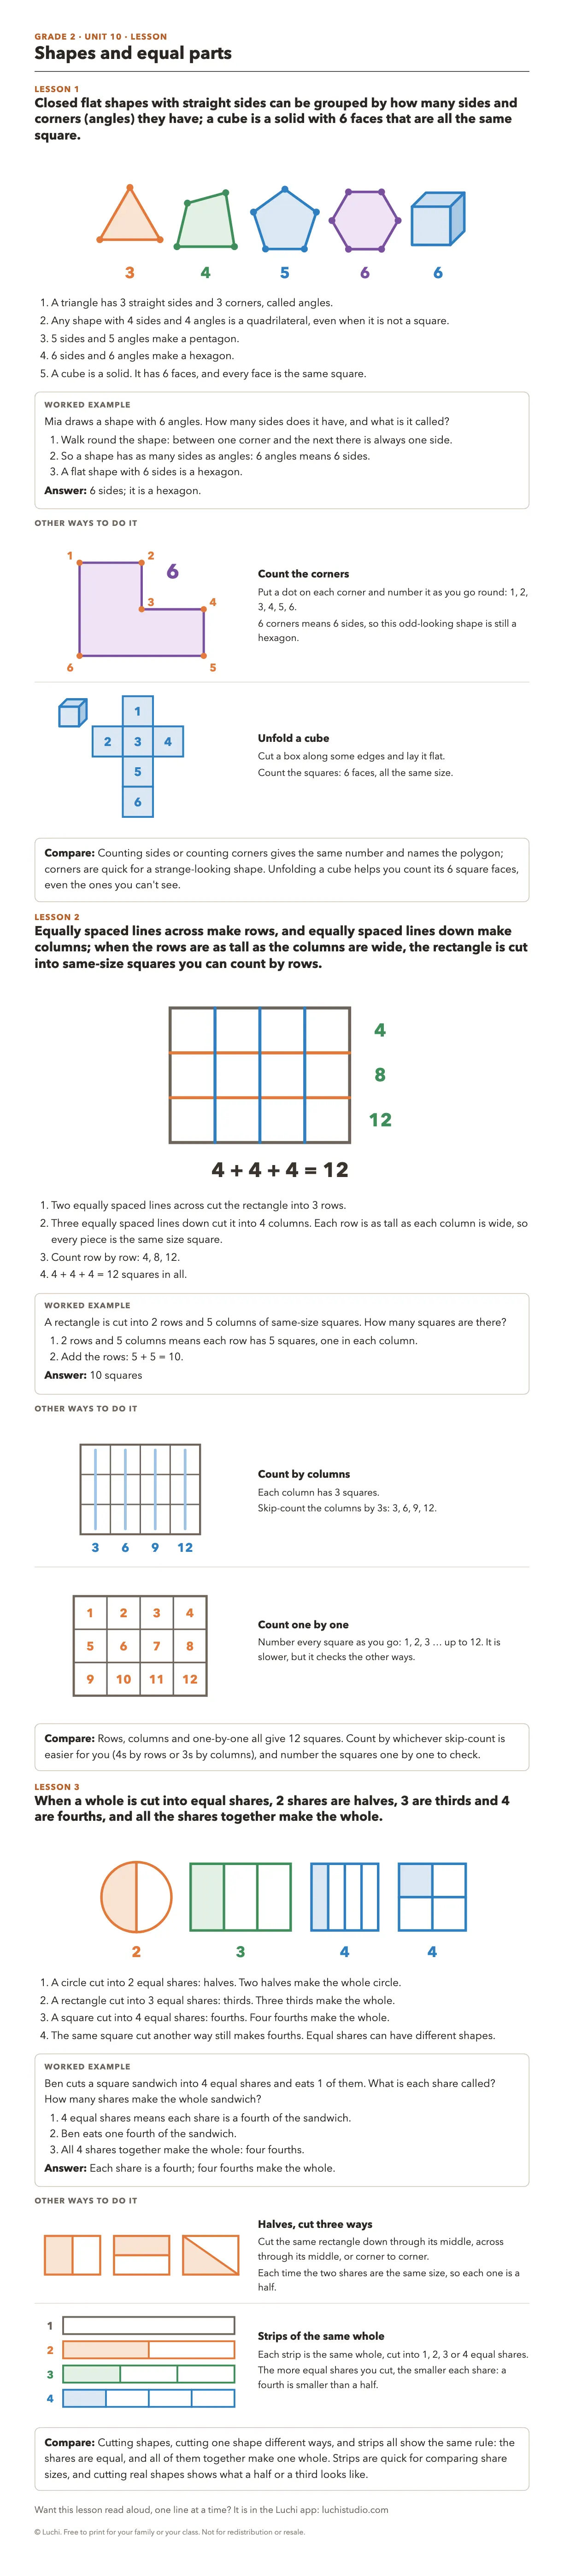 GRADE 2 · UNIT 10 · LESSON
Shapes and equal parts
LESSON 1
Closed flat shapes with straight sides can be grouped by how many sides and
corners (angles) they have; a cube is a solid with 6 faces that are all the same
square.
3 4 5 6 6
1. A triangle has 3 straight sides and 3 corners, called angles.
2. Any shape with 4 sides and 4 angles is a quadrilateral, even when it is not a square.
3. 5 sides and 5 angles make a pentagon.
4. 6 sides and 6 angles make a hexagon.
5. A cube is a solid. It has 6 faces, and every face is the same square.
WORKED EXAMPLE
Mia draws a shape with 6 angles. How many sides does it have, and what is it called?
1. Walk round the shape: between one corner and the next there is always one side.
2. So a shape has as many sides as angles: 6 angles means 6 sides.
3. A flat shape with 6 sides is a hexagon.
Answer: 6 sides; it is a hexagon.
OTHER WAYS TO DO IT
1 2
6
3 4
6 5
Count the corners
Put a dot on each corner and number it as you go round: 1, 2,
3, 4, 5, 6.
6 corners means 6 sides, so this odd-looking shape is still a
hexagon.
1
2 3 4
5
6
Unfold a cube
Cut a box along some edges and lay it flat.
Count the squares: 6 faces, all the same size.
Compare: Counting sides or counting corners gives the same number and names the polygon;
corners are quick for a strange-looking shape. Unfolding a cube helps you count its 6 square faces,
even the ones you can't see.
LESSON 2
Equally spaced lines across make rows, and equally spaced lines down make
columns; when the rows are as tall as the columns are wide, the rectangle is cut
into same-size squares you can count by rows.
4
8
12
4 + 4 + 4 = 12
1. Two equally spaced lines across cut the rectangle into 3 rows.
2. Three equally spaced lines down cut it into 4 columns. Each row is as tall as each column is wide, so
every piece is the same size square.
3. Count row by row: 4, 8, 12.
4. 4 + 4 + 4 = 12 squares in all.
WORKED EXAMPLE
A rectangle is cut into 2 rows and 5 columns of same-size squares. How many squares are there?
1. 2 rows and 5 columns means each row has 5 squares, one in each column.
2. Add the rows: 5 + 5 = 10.
Answer: 10 squares
OTHER WAYS TO DO IT
3 6 9 12
Count by columns
Each column has 3 squares.
Skip-count the columns by 3s: 3, 6, 9, 12.
1 2 3 4
5 6 7 8
9 10 11 12
Count one by one
Number every square as you go: 1, 2, 3 … up to 12. It is
slower, but it checks the other ways.
Compare: Rows, columns and one-by-one all give 12 squares. Count by whichever skip-count is
easier for you (4s by rows or 3s by columns), and number the squares one by one to check.
LESSON 3
When a whole is cut into equal shares, 2 shares are halves, 3 are thirds and 4
are fourths, and all the shares together make the whole.
2 3 4 4
1. A circle cut into 2 equal shares: halves. Two halves make the whole circle.
2. A rectangle cut into 3 equal shares: thirds. Three thirds make the whole.
3. A square cut into 4 equal shares: fourths. Four fourths make the whole.
4. The same square cut another way still makes fourths. Equal shares can have different shapes.
WORKED EXAMPLE
Ben cuts a square sandwich into 4 equal shares and eats 1 of them. What is each share called?
How many shares make the whole sandwich?
1. 4 equal shares means each share is a fourth of the sandwich.
2. Ben eats one fourth of the sandwich.
3. All 4 shares together make the whole: four fourths.
Answer: Each share is a fourth; four fourths make the whole.
OTHER WAYS TO DO IT
Halves, cut three ways
Cut the same rectangle down through its middle, across
through its middle, or corner to corner.
Each time the two shares are the same size, so each one is a
half.
1
2
3
4
Strips of the same whole
Each strip is the same whole, cut into 1, 2, 3 or 4 equal shares.
The more equal shares you cut, the smaller each share: a
fourth is smaller than a half.
Compare: Cutting shapes, cutting one shape different ways, and strips all show the same rule: the
shares are equal, and all of them together make one whole. Strips are quick for comparing share
sizes, and cutting real shapes shows what a half or a third looks like.
Want this lesson read aloud, one line at a time? It is in the Luchi app: luchistudio.com
© Luchi. Free to print for your family or your class. Not for redistribution or resale.